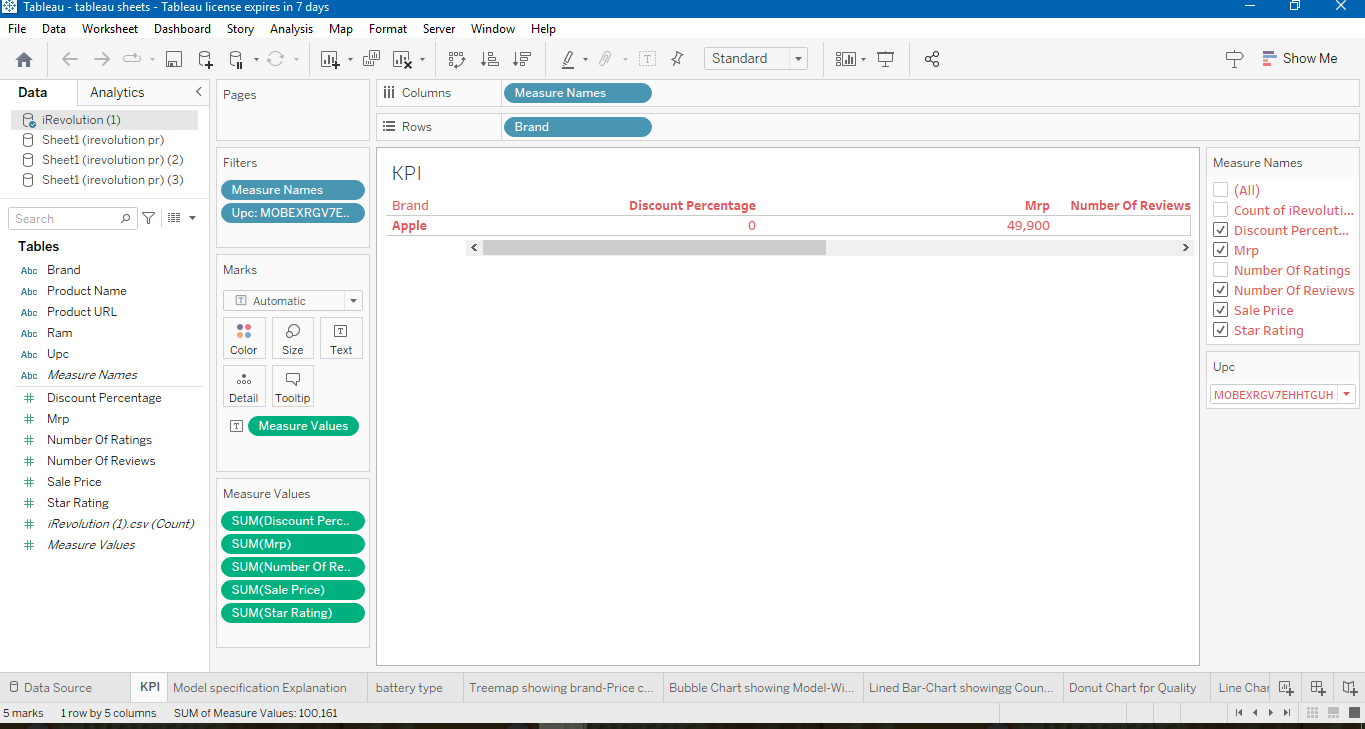 Tableau - tableau sheets - Tableau license expires in 7 days
File Data Worksheet Dashboard Story Analysis Map Format Server Window Help
Standard
Show Me
Data Analytics
iRevolution (1)
Sheet1 (irevolution pr)
Sheet1 (irevolution pr) (2)
Sheet1 (irevolution pr) (3)
Search
Tables
Abc Brand
Abc Product Name
Abc Product URL
Abc Ram
Abc Upc
Abc Measure Names
# Discount Percentage
# Mrp
# Number Of Ratings
# Number Of Reviews
# Sale Price
# Star Rating
# iRevolution (1).csv (Count)
# Measure Values
Pages
Filters
Measure Names
Upc: MOBEXRGV7E..
Marks
T Automatic
Color Size Text
Detail Tooltip
T Measure Values
Measure Values
SUM(Discount Perc..
SUM(Mrp)
SUM(Number Of Re..
SUM(Sale Price)
SUM(Star Rating)
Columns Measure Names
Rows Brand
KPI
Brand Discount Percentage Mrp Number Of Reviews
Apple 0 49,900
Measure Names
(All)
Count of iRevoluti...
Discount Percent...
Mrp
Number Of Ratings
Number Of Reviews
Sale Price
Star Rating
Upc
MOBEXRGV7EHHTGUH
Data Source KPI Model specification Explanation battery type Treemap showing brand-Price c... Bubble Chart showing Model-Wi... Lined Bar-Chart showingg Coun... Donut Chart fpr Quality Line Char
5 marks 1 row by 5 columns SUM of Measure Values: 100,161